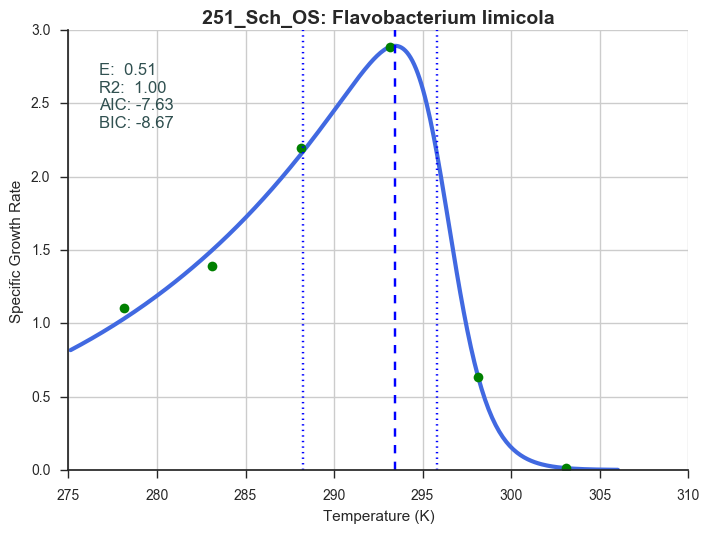 251_Sch_OS: Flavobacterium limicola
E:  0.51
R2:  1.00
AIC: -7.63
BIC: -8.67
Specific Growth Rate
3.0
2.5
2.0
1.5
1.0
0.5
0.0
275 280 285 290 295 300 305 310
Temperature (K)